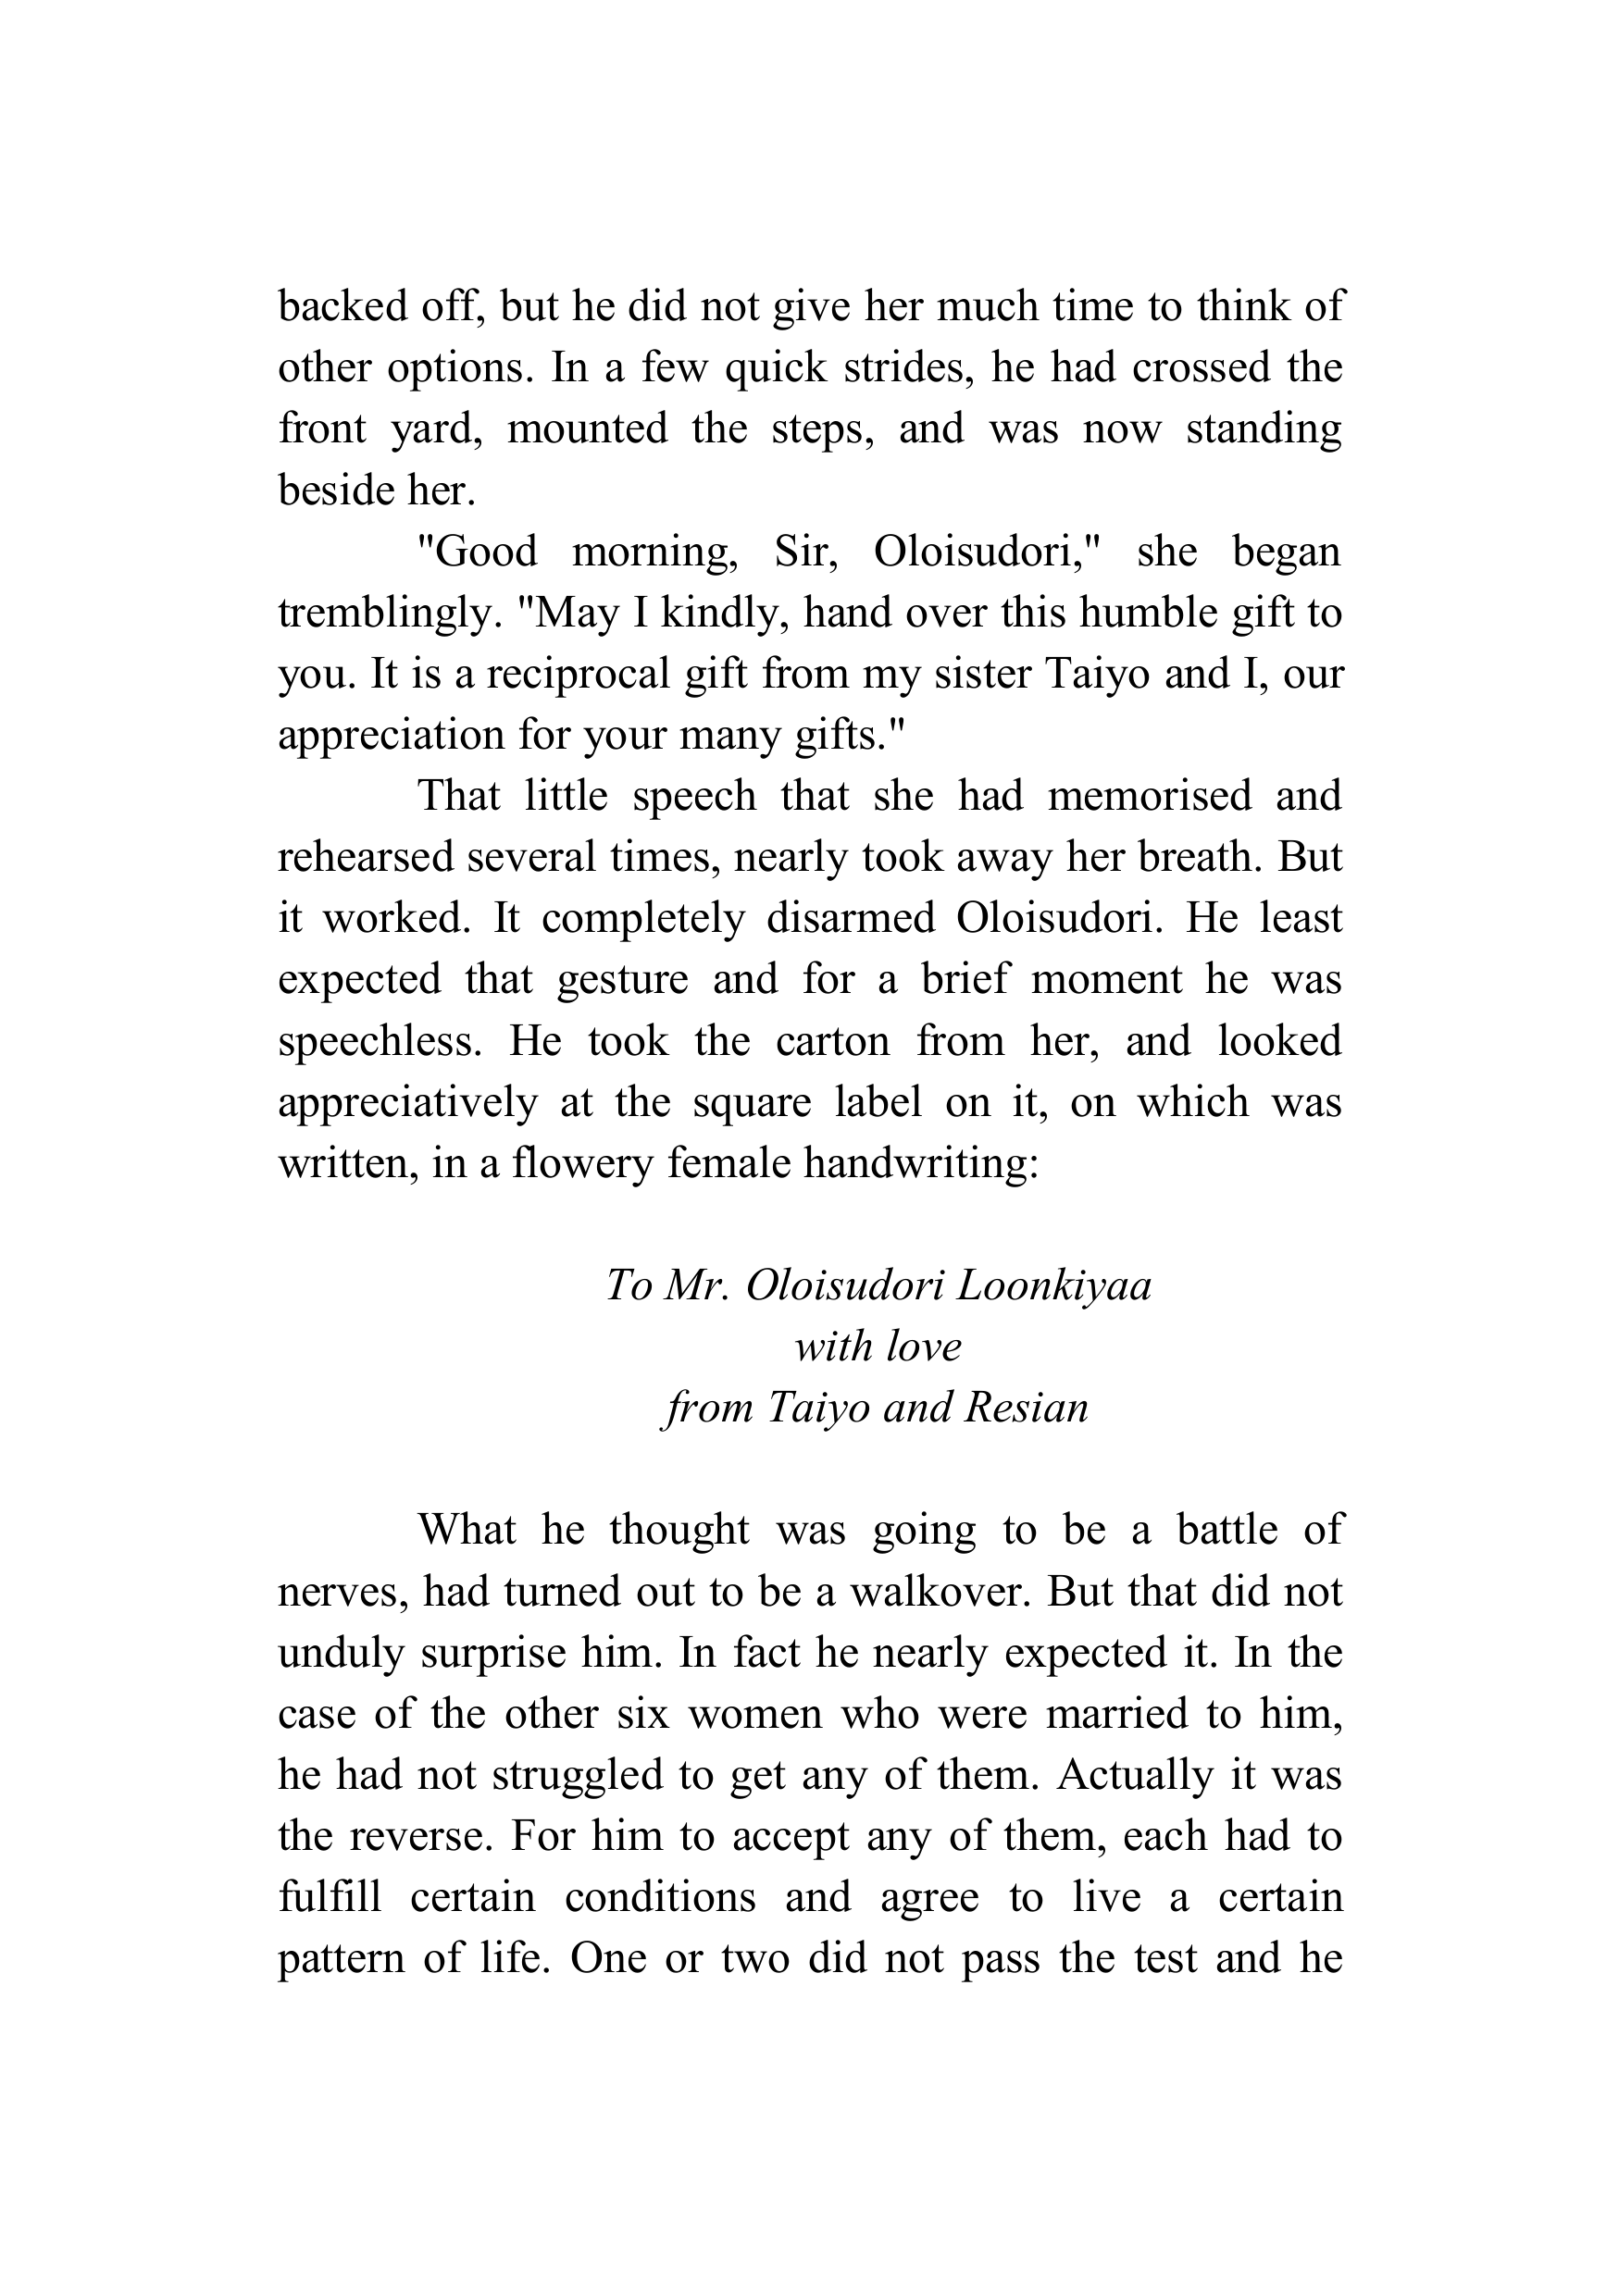 backed off, but he did not give her much time to think of
other options. In a few quick strides, he had crossed the
front yard, mounted the steps, and was now standing
beside her.
"Good morning, Sir, Oloisudori," she began
tremblingly. "May I kindly, hand over this humble gift to
you. It is a reciprocal gift from my sister Taiyo and I, our
appreciation for your many gifts."
That little speech that she had memorised and
rehearsed several times, nearly took away her breath. But
it worked. It completely disarmed Oloisudori. He least
expected that gesture and for a brief moment he was
speechless. He took the carton from her, and looked
appreciatively at the square label on it, on which was
written, in a flowery female handwriting:
To Mr. Oloisudori Loonkiyaa
with love
from Taiyo and Resian
What he thought was going to be a battle of
nerves, had turned out to be a walkover. But that did not
unduly surprise him. In fact he nearly expected it. In the
case of the other six women who were married to him,
he had not struggled to get any of them. Actually it was
the reverse. For him to accept any of them, each had to
fulfill certain conditions and agree to live a certain
pattern of life. One or two did not pass the test and he